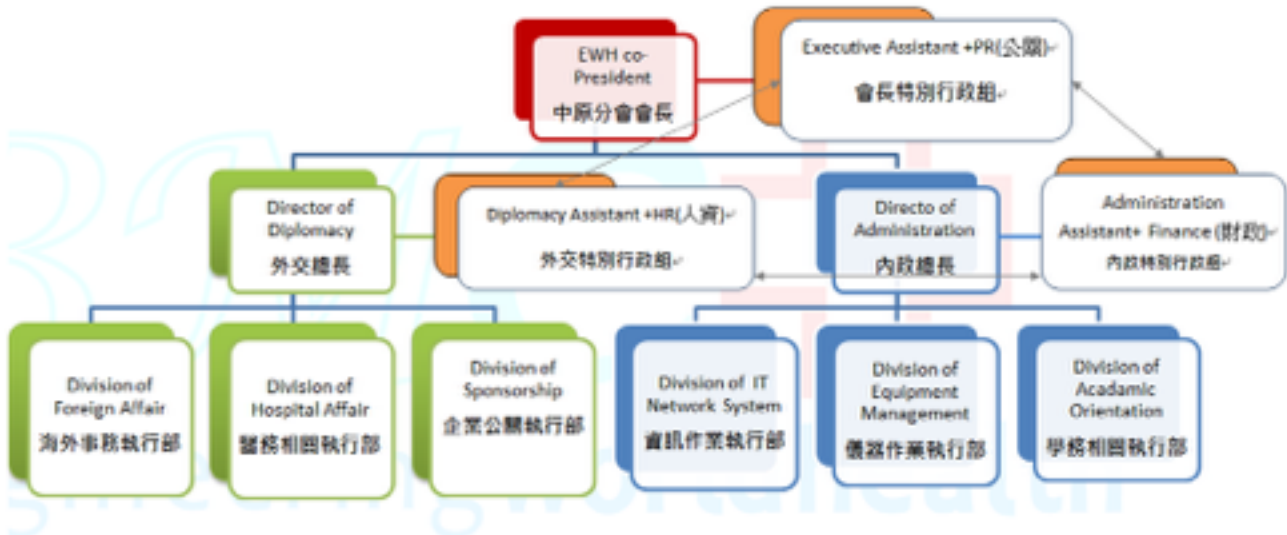 EWH co-
President
中原分會會長
Executive Assistant +PR(公關)
會長特別行政組
Director of
Diplomacy
外交總長
Diplomacy Assistant +HR(人資)
外交特別行政組
Directo of
Administration
內政總長
Administration
Assistant+ Finance (財政)
內政特別行政組
Division of
Foreign Affair
海外事務執行部
Division of
Hospital Affair
醫務相關執行部
Division of
Sponsorship
企業公關執行部
Division of IT
Network System
資訊作業執行部
Division of
Equipment
Management
儀器作業執行部
Division of
Acadamic
Orientation
學務相關執行部